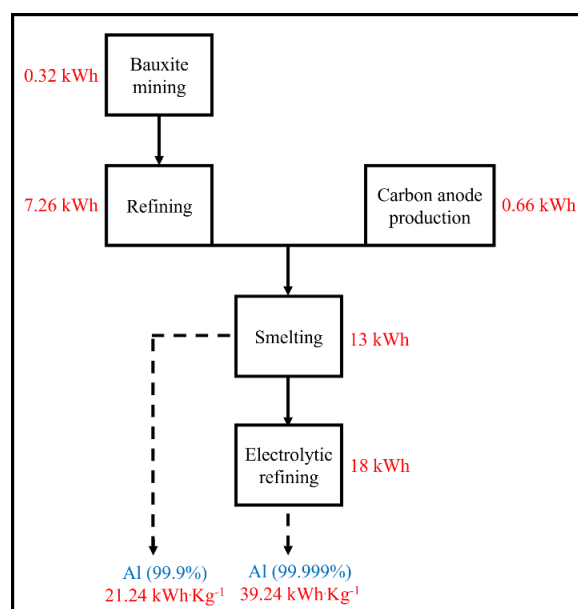 Bauxite
mining
0.32 kWh
Refining
7.26 kWh
Carbon anode
production
0.66 kWh
Smelting
13 kWh
Electrolytic
refining
18 kWh
Al (99.9%)
21.24 kWh·Kg⁻¹
Al (99.999%)
39.24 kWh·Kg⁻¹